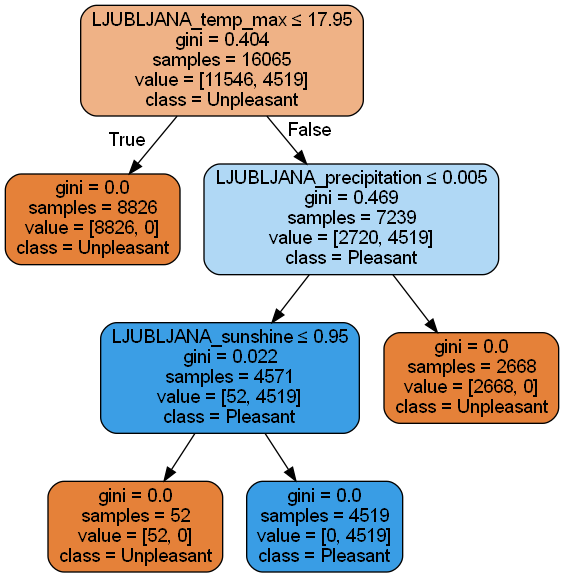 LJUBLJANA_temp_max ≤ 17.95
gini = 0.404
samples = 16065
value = [11546, 4519]
class = Unpleasant
True
False
gini = 0.0
samples = 8826
value = [8826, 0]
class = Unpleasant
LJUBLJANA_precipitation ≤ 0.005
gini = 0.469
samples = 7239
value = [2720, 4519]
class = Pleasant
LJUBLJANA_sunshine ≤ 0.95
gini = 0.022
samples = 4571
value = [52, 4519]
class = Pleasant
gini = 0.0
samples = 2668
value = [2668, 0]
class = Unpleasant
gini = 0.0
samples = 52
value = [52, 0]
class = Unpleasant
gini = 0.0
samples = 4519
value = [0, 4519]
class = Pleasant